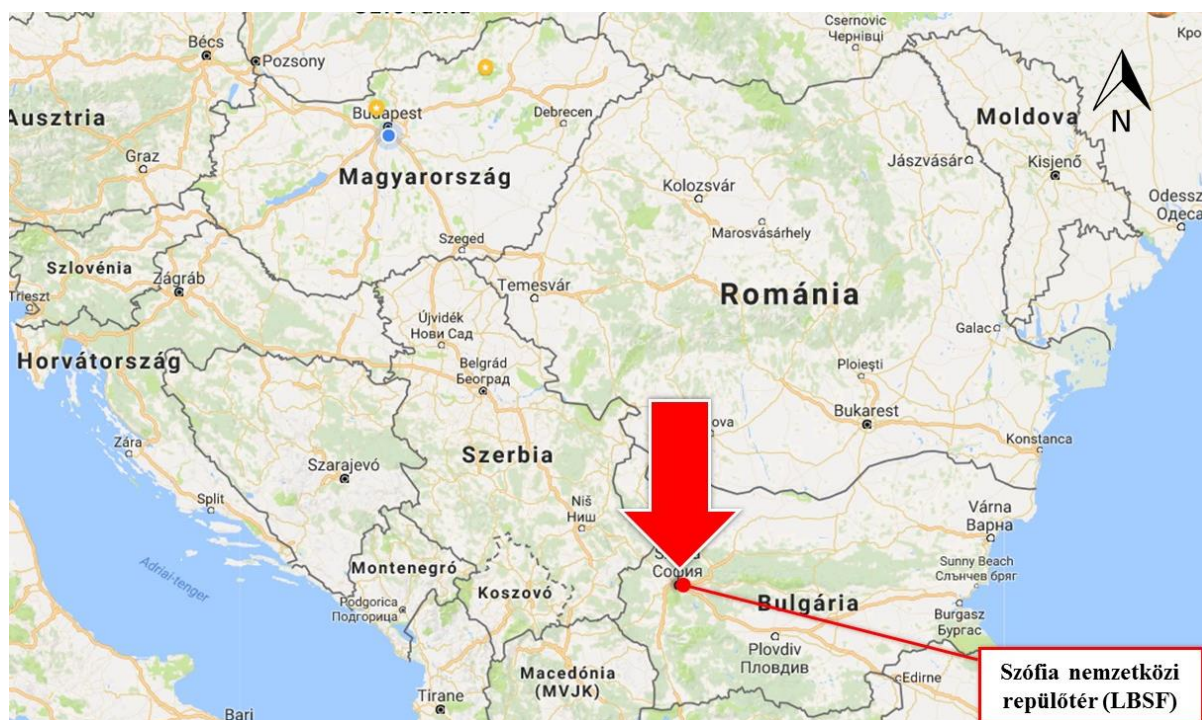 Csernovic
Чернівці
Bécs
Pozsony
Budapest
Debrecen
Ausztria
Graz
Magyarország
Moldova
N
Jászvásár
Kisjenő
Kolozsvár
Marosvásárhely
Odessz
Одеса
Szeged
Szlovénia
Zágráb
Temesvár
Románia
Trieszt
Újvidék
Нови Сад
Galac
Horvátország
Belgrád
Београд
Ploiești
Bukarest
Konstanca
Zára
Szarajevó
Szerbia
Split
Niš
Ниш
Várna
Варна
София
Sunny Beach
Слънчев бряг
Adriai-tenger
Montenegró
Koszovó
Bulgária
Podgorica
Подгорица
Burgasz
Бургас
Plovdiv
Пловдив
Macedónia
(MVJK)
Edirne
Tirane
Bari
Szófia nemzetközi
repülőtér (LBSF)